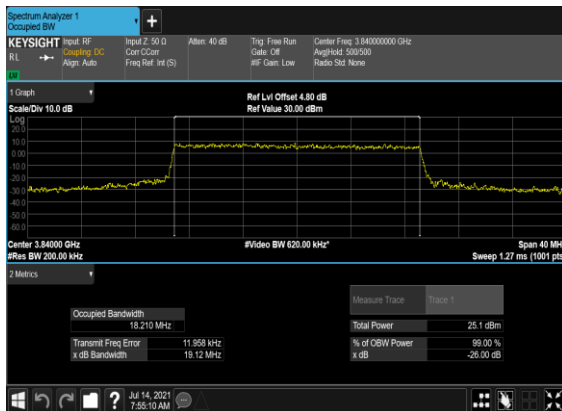 Spectrum Analyzer 1
Occupied BW
KEYSIGHT
RL
Input: RF
Coupling: DC
Align: Auto
Input Z: 50 Ω
Corr CCorr
Freq Ref: Int (S)
Atten: 40 dB
Trig: Free Run
Gate: Off
#IF Gain: Low
Center Freq: 3.840000000 GHz
Avg|Hold: 500/500
Radio Std: None
1 Graph
Scale/Div 10.0 dB
Ref Lvl Offset 4.80 dB
Ref Value 30.00 dBm
Log
20.0
10.0
0.00
-10.0
-20.0
-30.0
-40.0
-50.0
-60.0
Center 3.84000 GHz
#Res BW 200.00 kHz
#Video BW 620.00 kHz*
Span 40 MH
Sweep 1.27 ms (1001 pts
2 Metrics
Measure Trace
Trace 1
Occupied Bandwidth
18.210 MHz
Total Power
25.1 dBm
Transmit Freq Error
11.958 kHz
% of OBW Power
99.00 %
x dB Bandwidth
19.12 MHz
x dB
-26.00 dB
?
Jul 14, 2021
7:55:10 AM